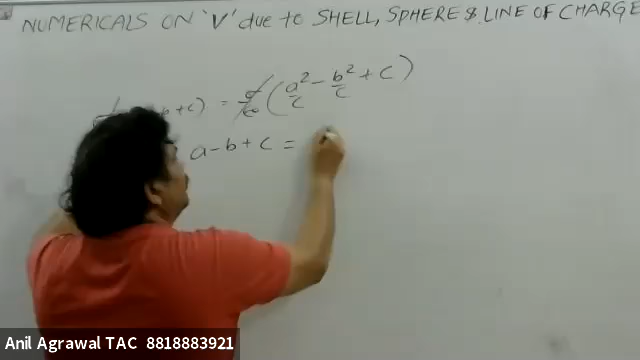 NUMERICALS ON 'V' due to SHELL, SPHERE & LINE OF CHARGE
b + c) = σ/ε₀ (a²/c - b²/c + c)
a - b + c =
Anil Agrawal TAC 8818883921